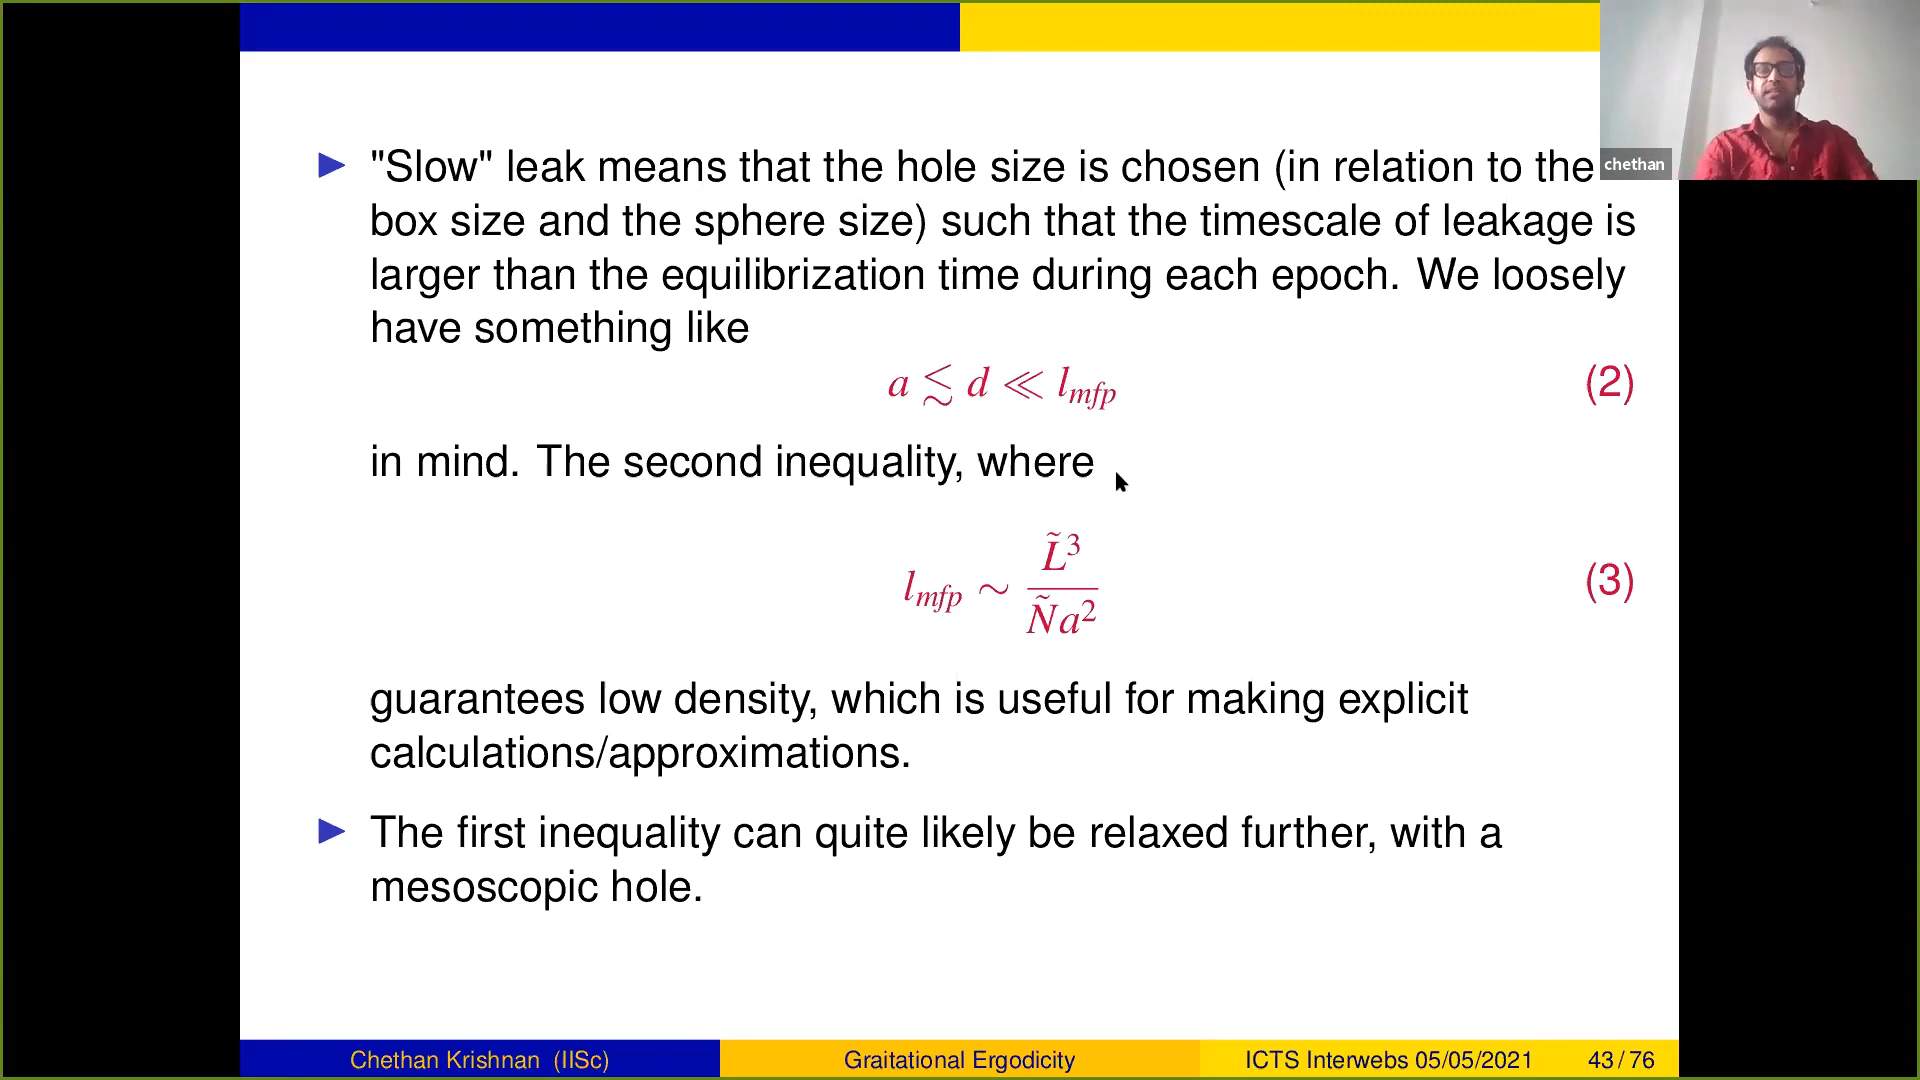 "Slow" leak means that the hole size is chosen (in relation to the
box size and the sphere size) such that the timescale of leakage is
larger than the equilibrization time during each epoch. We loosely
have something like
a ≲ d ≪ l_mfp (2)
in mind. The second inequality, where
l_mfp ∼ L̃³ / Ña² (3)
guarantees low density, which is useful for making explicit
calculations/approximations.
The first inequality can quite likely be relaxed further, with a
mesoscopic hole.
chethan
Chethan Krishnan (IISc) Graitational Ergodicity ICTS Interwebs 05/05/2021 43 / 76